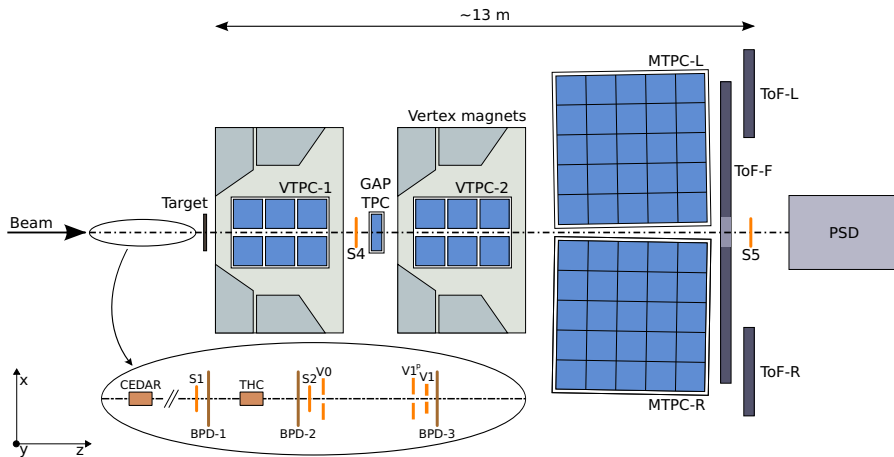 ~13 m
MTPC-L
ToF-L
Vertex magnets
ToF-F
GAP
TPC
VTPC-1
VTPC-2
Target
Beam
S4
S5
PSD
x
y
z
CEDAR
S1
THC
S2
V0
V1p
V1
BPD-1
BPD-2
BPD-3
ToF-R
MTPC-R